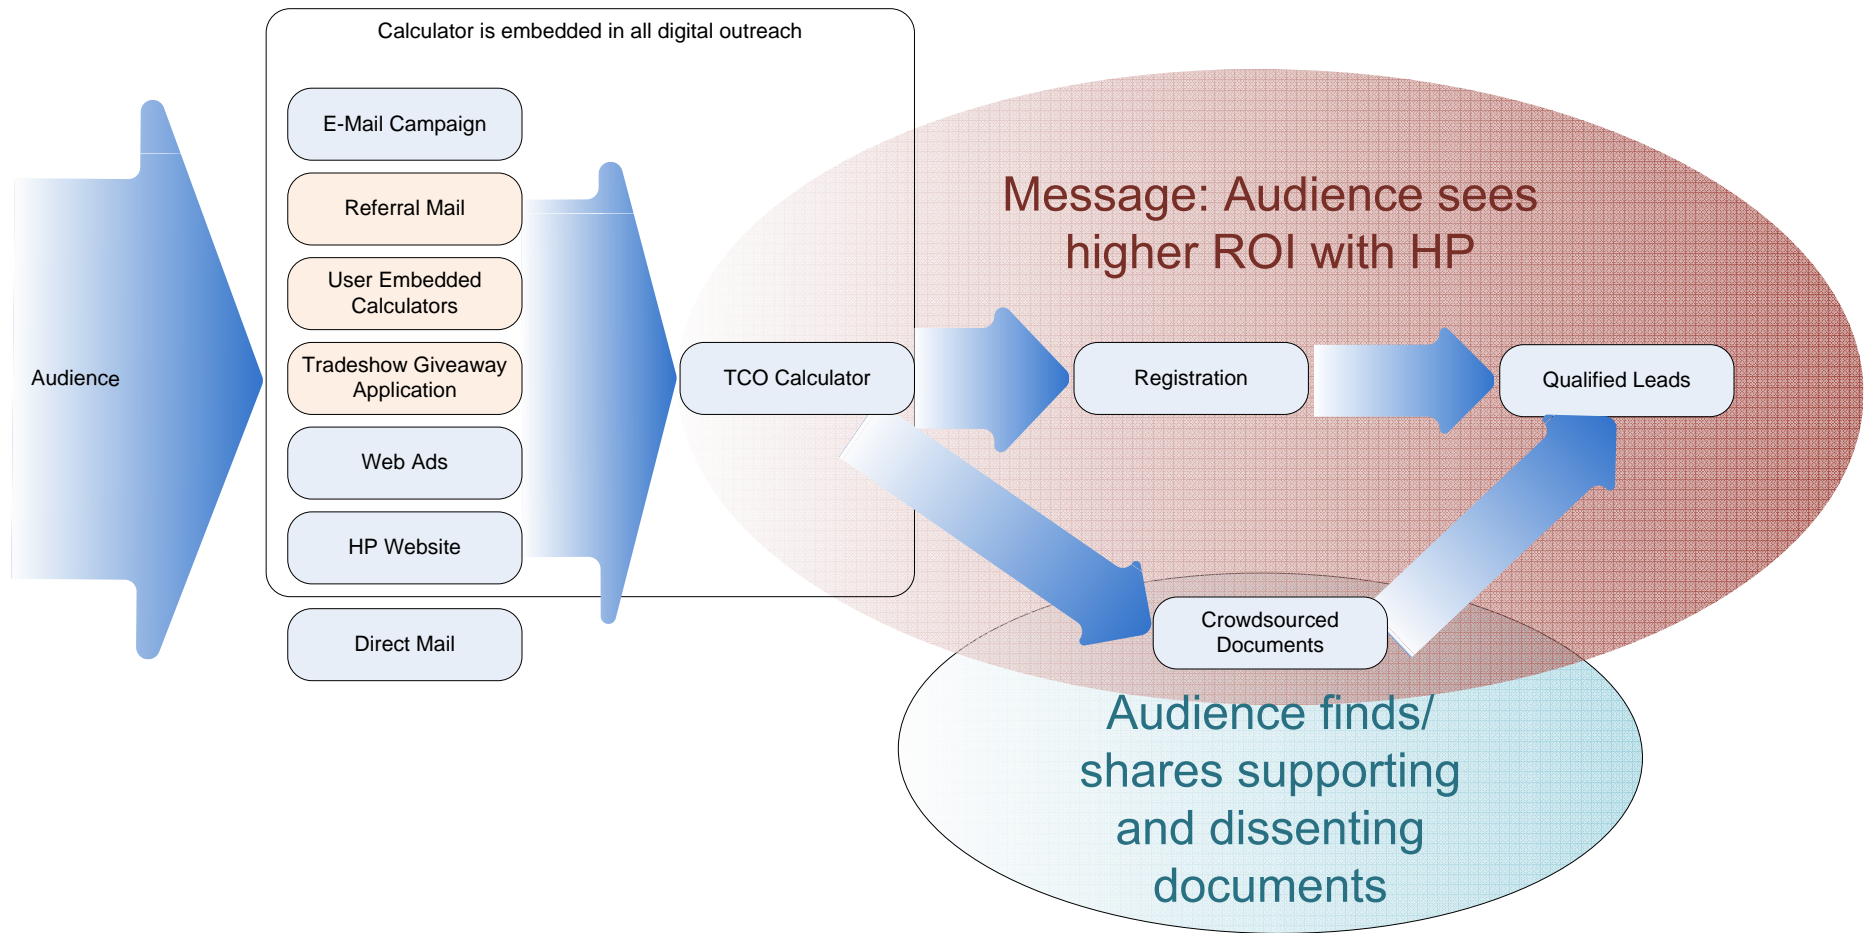 Calculator is embedded in all digital outreach
Audience
E-Mail Campaign
Referral Mail
User Embedded
Calculators
Tradeshow Giveaway
Application
Web Ads
HP Website
Direct Mail
TCO Calculator
Message: Audience sees
higher ROI with HP
Registration
Qualified Leads
Crowdsourced
Documents
Audience finds/
shares supporting
and dissenting
documents